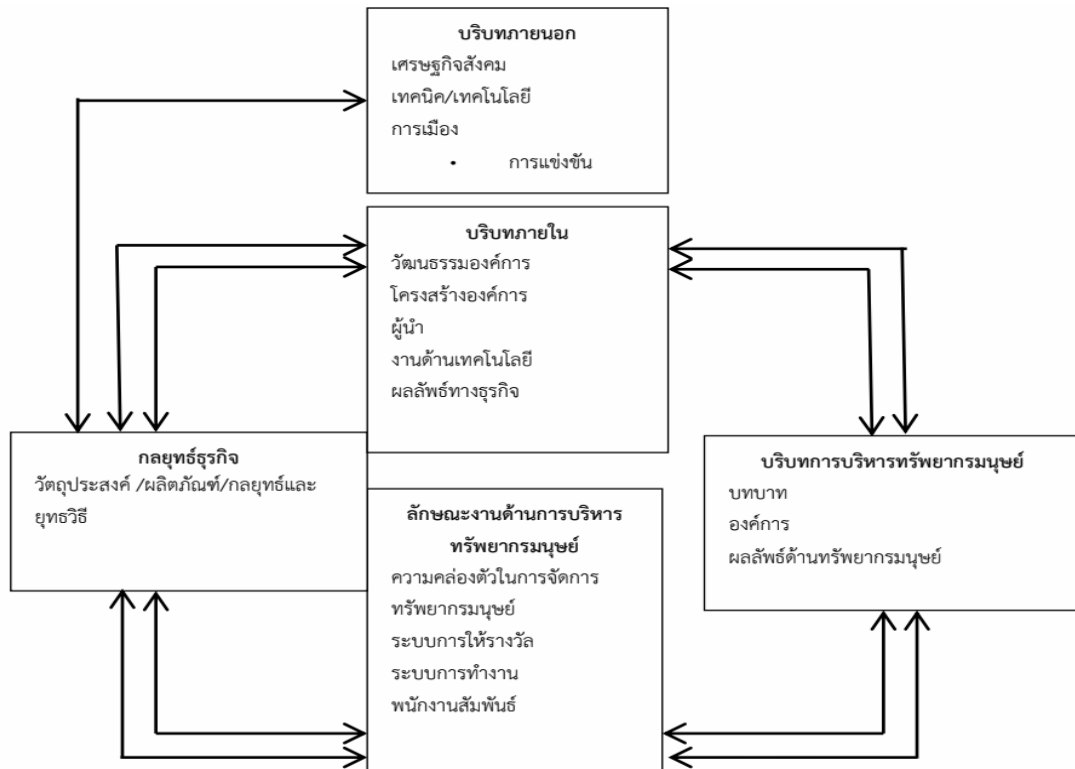 บริบทภายนอก
เศรษฐกิจสังคม
เทคนิค/เทคโนโลยี
การเมือง
• การแข่งขัน
บริบทภายใน
วัฒนธรรมองค์การ
โครงสร้างองค์การ
ผู้นำ
งานด้านเทคโนโลยี
ผลลัพธ์ทางธุรกิจ
กลยุทธ์ธุรกิจ
วัตถุประสงค์ /ผลิตภัณฑ์/กลยุทธ์และ
ยุทธวิธี
บริบทการบริหารทรัพยากรมนุษย์
บทบาท
องค์การ
ผลลัพธ์ด้านทรัพยากรมนุษย์
ลักษณะงานด้านการบริหาร
ทรัพยากรมนุษย์
ความคล่องตัวในการจัดการ
ทรัพยากรมนุษย์
ระบบการให้รางวัล
ระบบการทำงาน
พนักงานสัมพันธ์